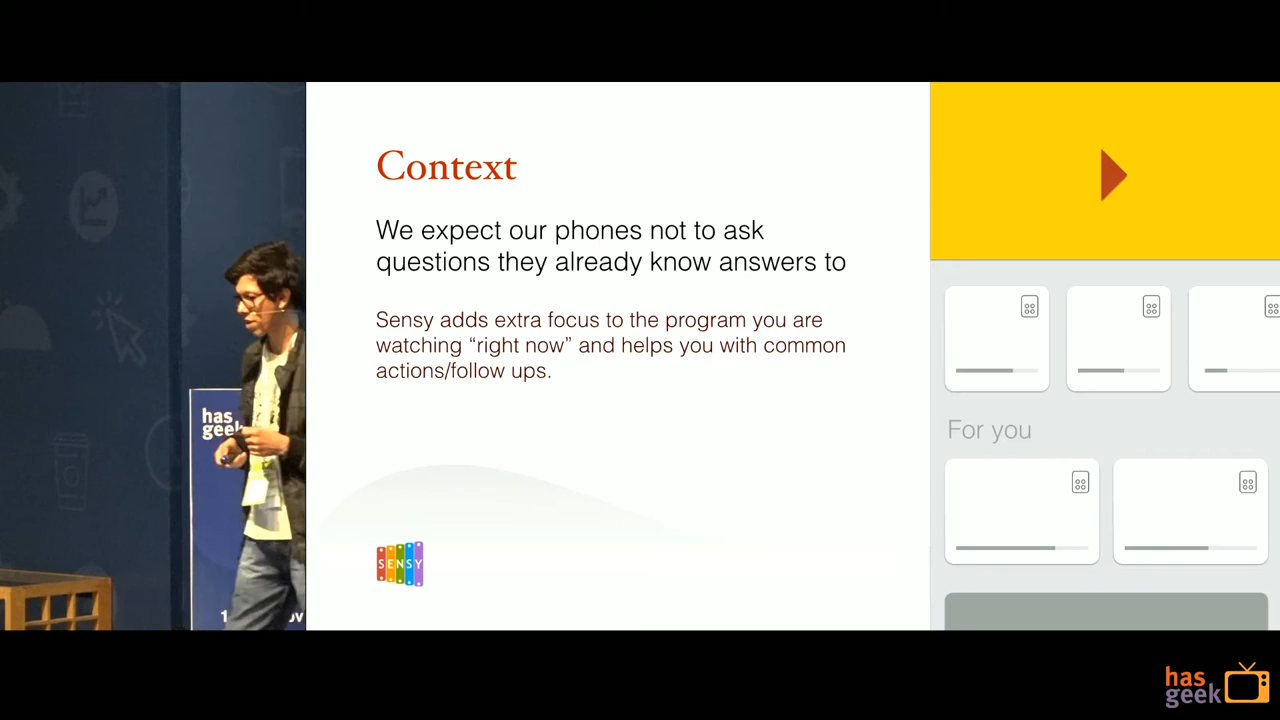 Context
We expect our phones not to ask
questions they already know answers to
Sensy adds extra focus to the program you are
watching “right now” and helps you with common
actions/follow ups.
SENSY
For you
has
geek
has
geek